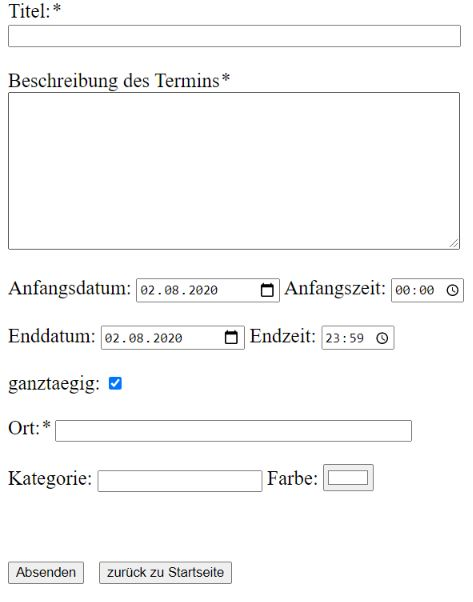 Titel:*
Beschreibung des Termins*
Anfangsdatum: 02.08.2020 Anfangszeit: 00:00
Enddatum: 02.08.2020 Endzeit: 23:59
ganztaegig:
Ort:*
Kategorie: Farbe:
Absenden zurück zu Startseite